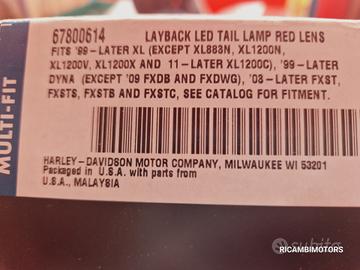 67800614 LAYBACK LED TAIL LAMP RED LENS
FITS '99-LATER XL (EXCEPT XL883N, XL1200N,
XL1200V, XL1200X AND 11-LATER XL1200C), '99-LATER
DYNA (EXCEPT '09 FXDB AND FXDWG), '03-LATER FXST,
FXSTS, FXSTB AND FXSTC, SEE CATALOG FOR FITMENT.
MULTI-FIT
HARLEY-DAVIDSON MOTOR COMPANY, MILWAUKEE WI 53201
Packaged in U.S.A. with parts from
U.S.A., MALAYSIA
subito
RICAMBIMOTORS